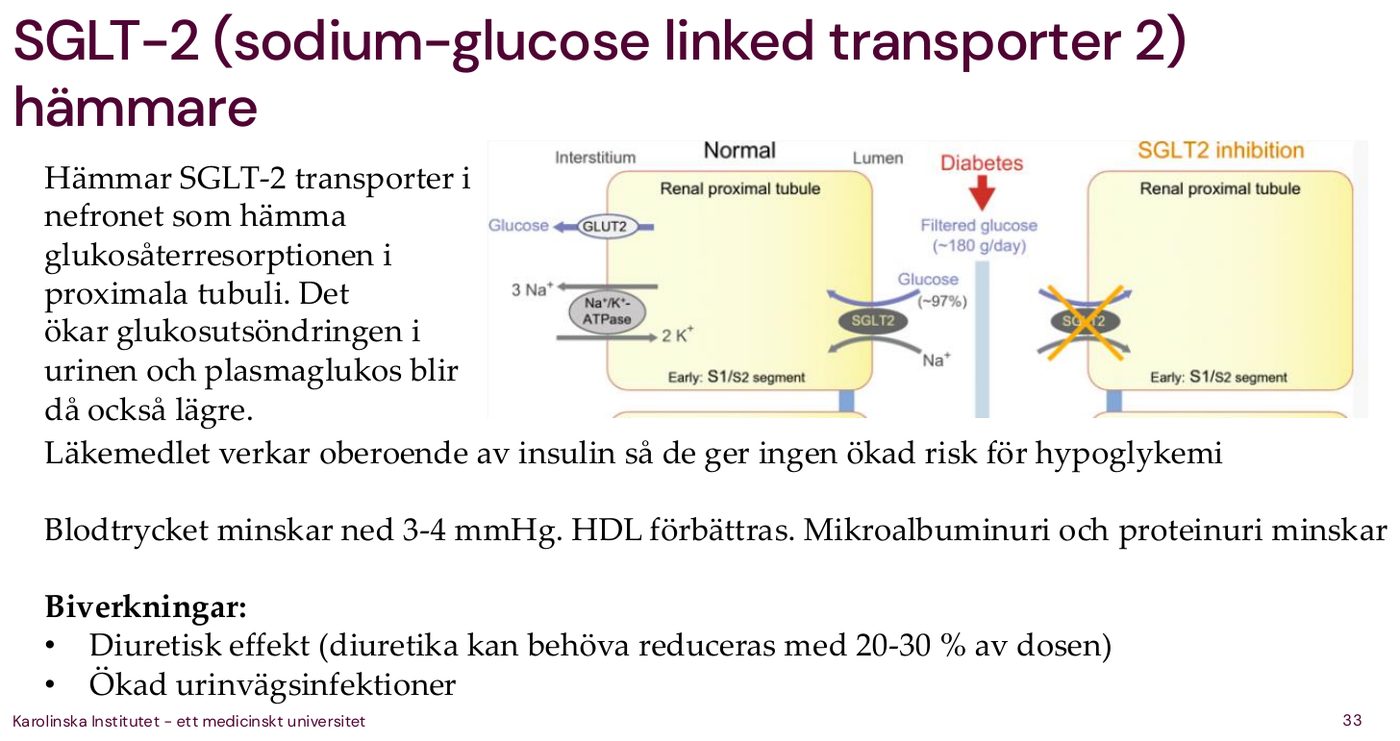 SGLT-2 (sodium-glucose linked transporter 2)
hämmare
Hämmar SGLT-2 transporter i
nefronet som hämma
glukosåterresorptionen i
proximala tubuli. Det
ökar glukosutsöndringen i
urinen och plasmaglukos blir
då också lägre.
Interstitium
Normal
Lumen
Renal proximal tubule
Glucose
GLUT2
3 Na⁺
Na⁺/K⁺-
ATPase
2 K⁺
Early: S1/S2 segment
Diabetes
Filtered glucose
(~180 g/day)
Glucose
(~97%)
SGLT2
Na⁺
SGLT2 inhibition
Renal proximal tubule
SGLT2
Early: S1/S2 segment
Läkemedlet verkar oberoende av insulin så de ger ingen ökad risk för hypoglykemi
Blodtrycket minskar ned 3-4 mmHg. HDL förbättras. Mikroalbuminuri och proteinuri minskar
Biverkningar:
• Diuretisk effekt (diuretika kan behöva reduceras med 20-30 % av dosen)
• Ökad urinvägsinfektioner
Karolinska Institutet - ett medicinskt universitet
33